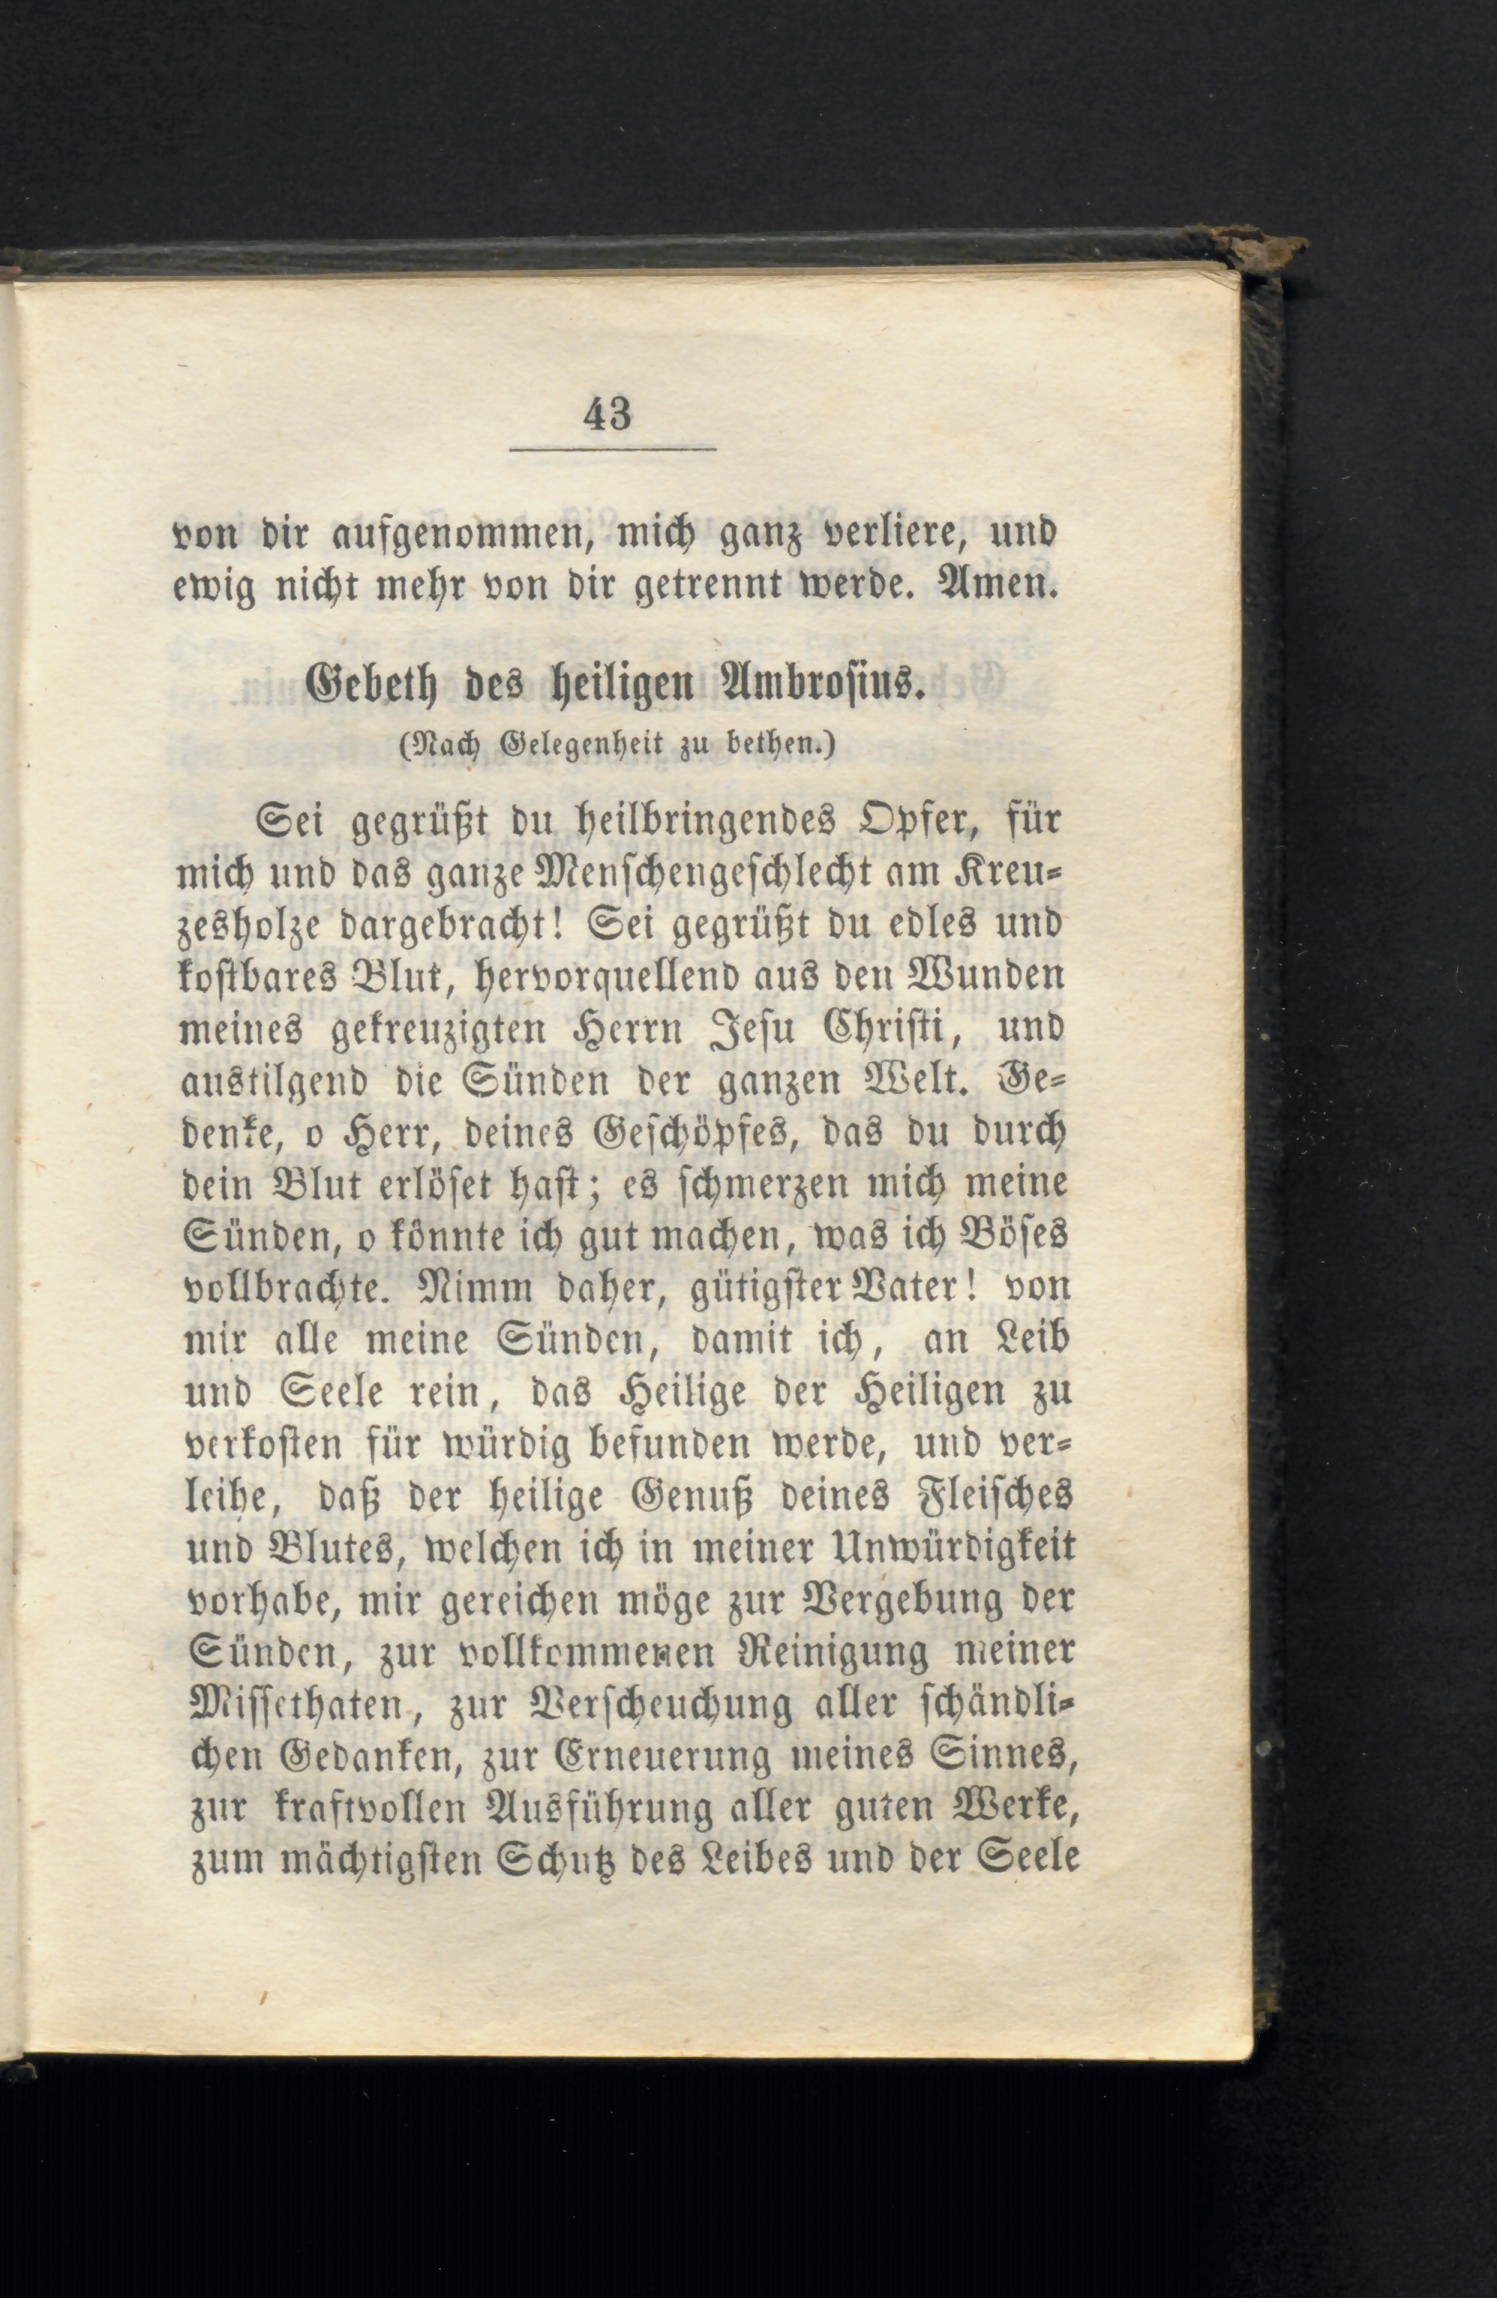 43
von dir aufgenommen, mich ganz verliere, und
ewig nicht mehr von dir getrennt werde. Amen.
Gebeth des heiligen Ambrosius.
(Nach Gelegenheit zu bethen.)
Sei gegrüßt du heilbringendes Opfer, für
mich und das ganze Menschengeschlecht am Kreu-
zesholze dargebracht! Sei gegrüßt du edles und
kostbares Blut, hervorquellend aus den Wunden
meines gekreuzigten Herrn Jesu Christi, und
austilgend die Sünden der ganzen Welt. Ge-
denke, o Herr, deines Geschöpfes, das du durch
dein Blut erlöset hast; es schmerzen mich meine
Sünden, o könnte ich gut machen, was ich Böses
vollbrachte. Nimm daher, gütigster Vater! von
mir alle meine Sünden, damit ich, an Leib
und Seele rein, das Heilige der Heiligen zu
verkosten für würdig befunden werde, und ver-
leihe, daß der heilige Genuß deines Fleisches
und Blutes, welchen ich in meiner Unwürdigkeit
vorhabe, mir gereichen möge zur Vergebung der
Sünden, zur vollkommenen Reinigung meiner
Missethaten, zur Verscheuchung aller schändli-
chen Gedanken, zur Erneuerung meines Sinnes,
zur kraftvollen Ausführung aller guten Werke,
zum mächtigsten Schutz des Leibes und der Seele